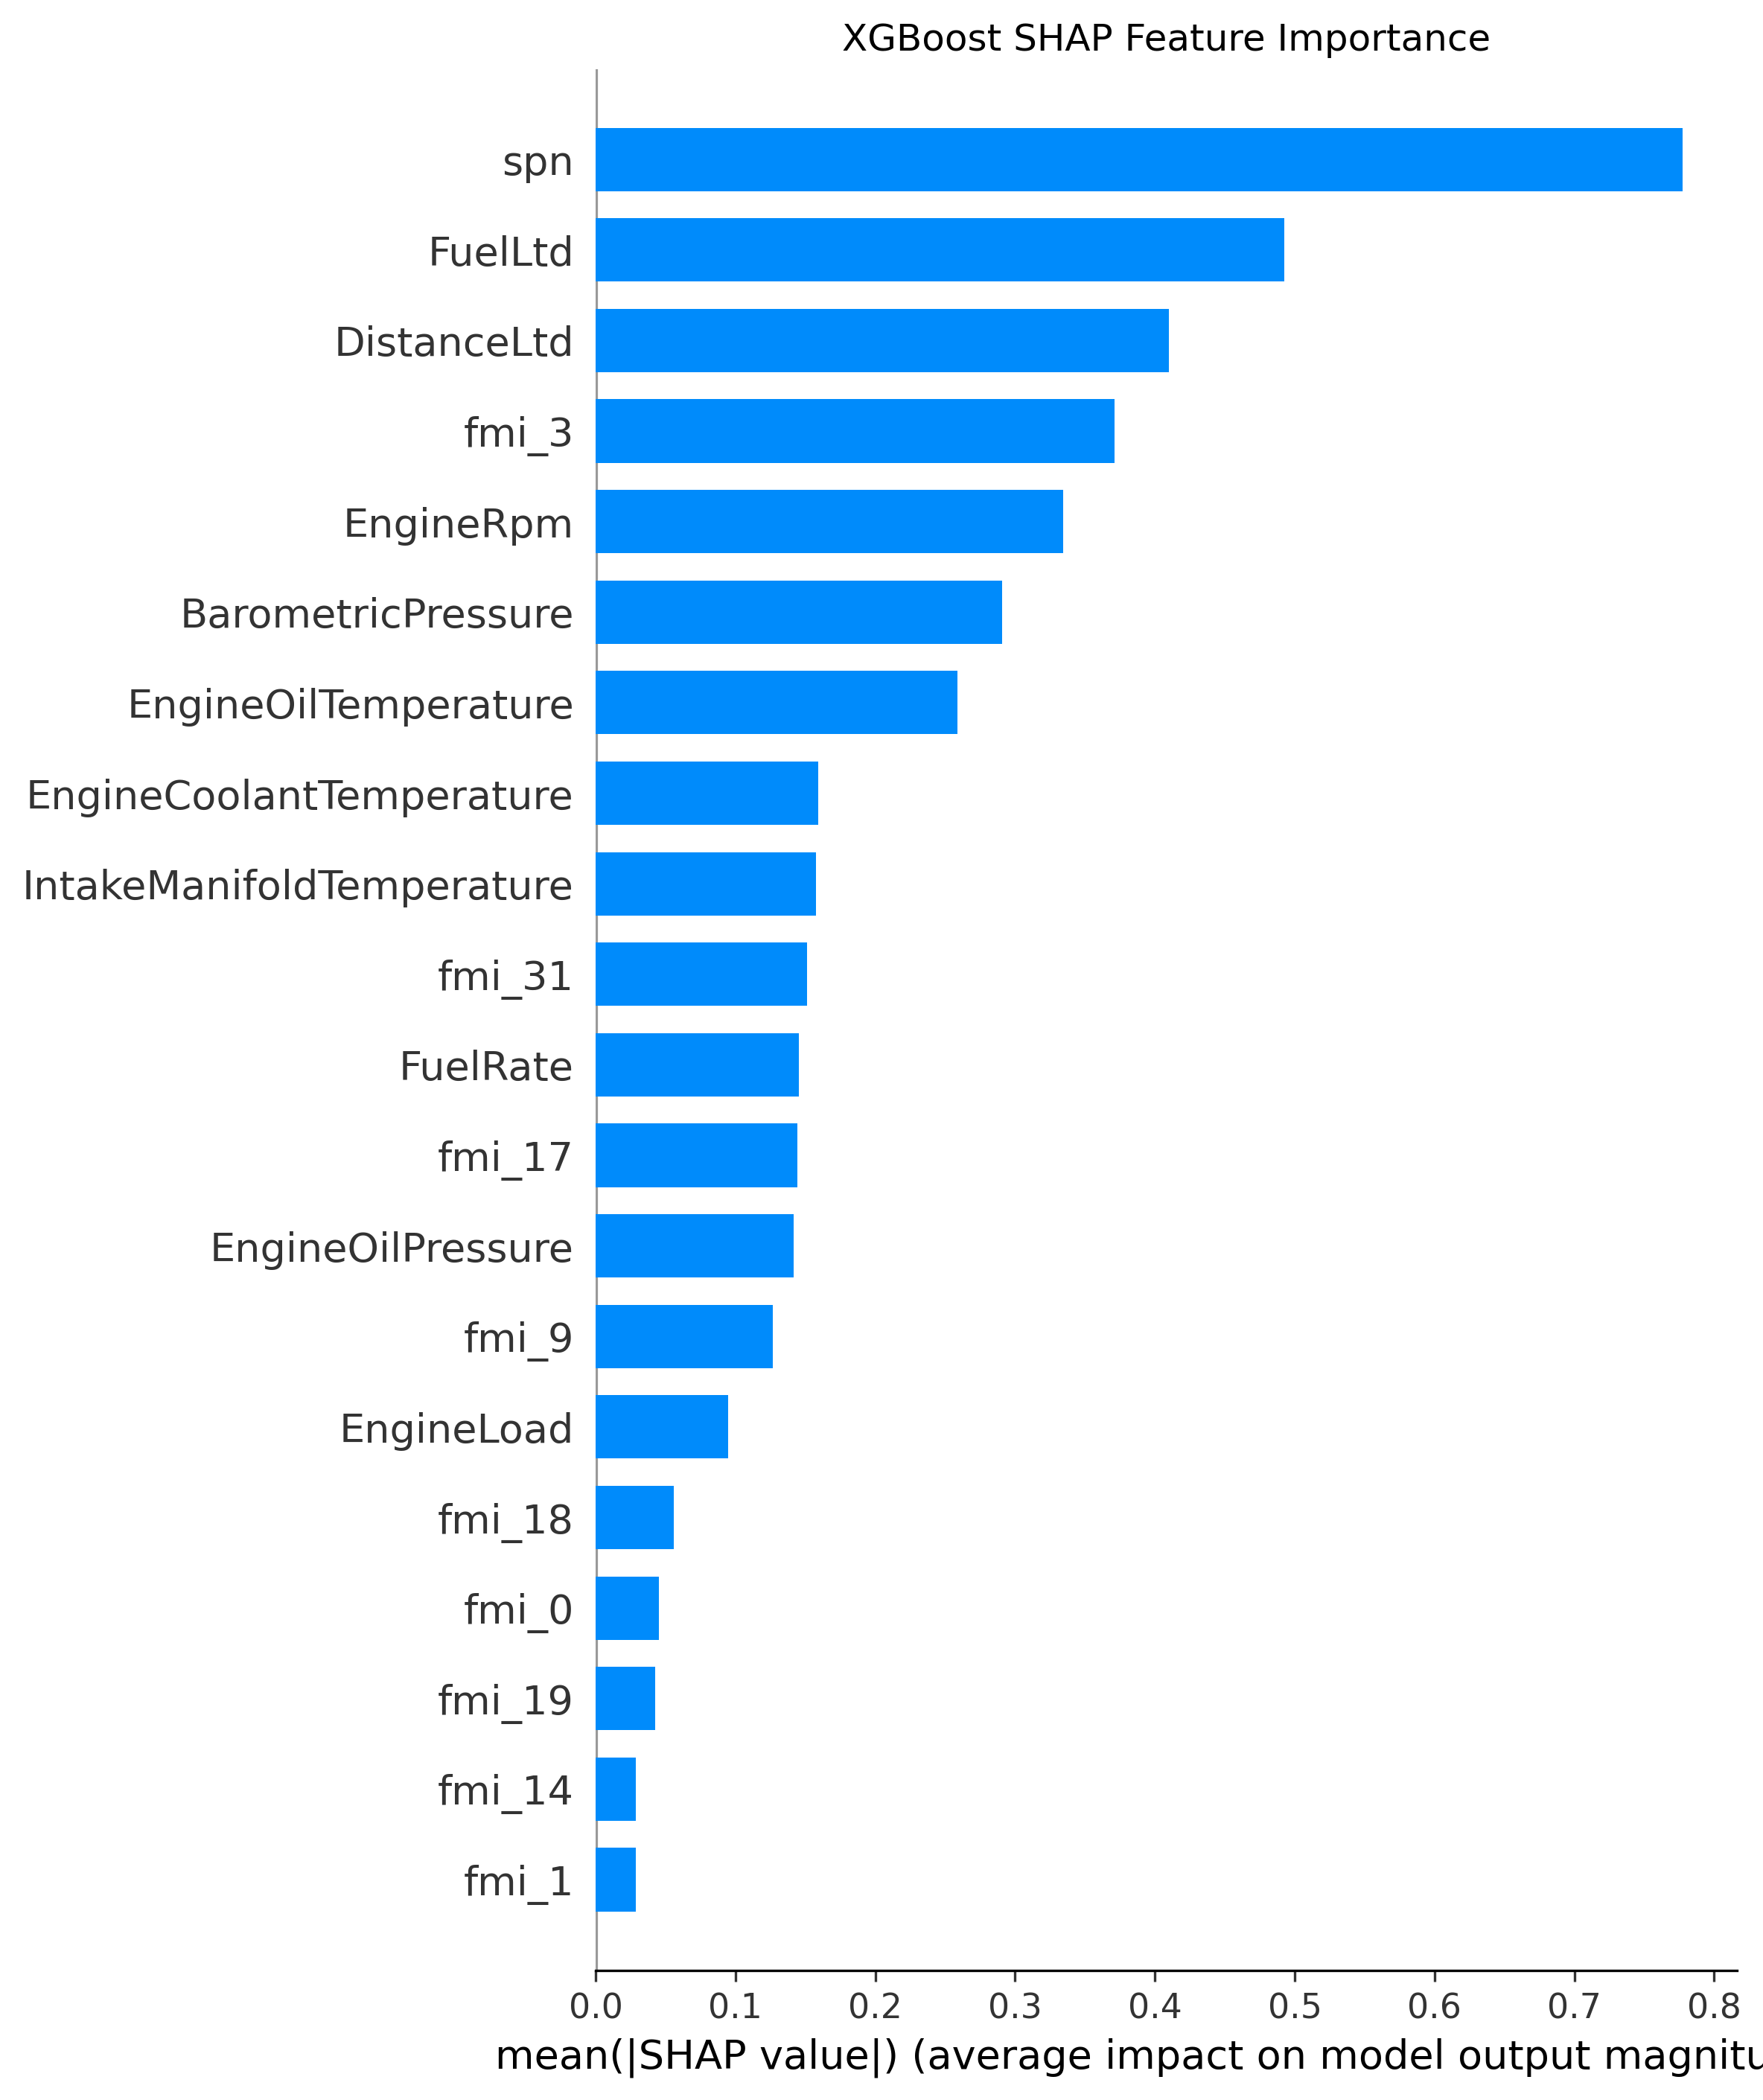 XGBoost SHAP Feature Importance
spn
FuelLtd
DistanceLtd
fmi_3
EngineRpm
BarometricPressure
EngineOilTemperature
EngineCoolantTemperature
IntakeManifoldTemperature
fmi_31
FuelRate
fmi_17
EngineOilPressure
fmi_9
EngineLoad
fmi_18
fmi_0
fmi_19
fmi_14
fmi_1
0.0 0.1 0.2 0.3 0.4 0.5 0.6 0.7 0.8
mean(|SHAP value|) (average impact on model output magnitu